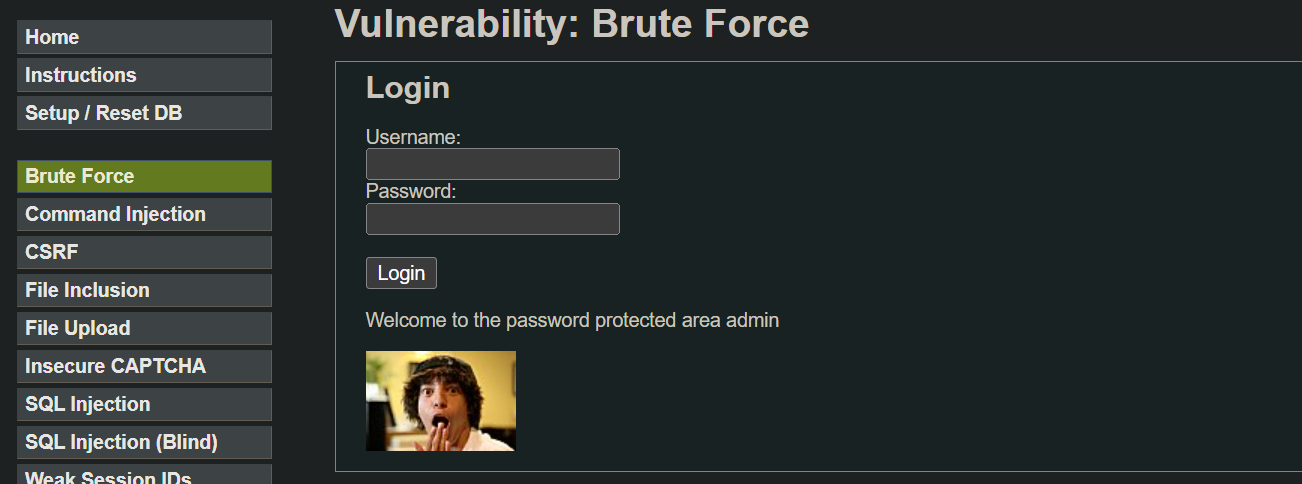 Home
Instructions
Setup / Reset DB
Brute Force
Command Injection
CSRF
File Inclusion
File Upload
Insecure CAPTCHA
SQL Injection
SQL Injection (Blind)
Weak Session IDs
Vulnerability: Brute Force
Login
Username:
Password:
Login
Welcome to the password protected area admin